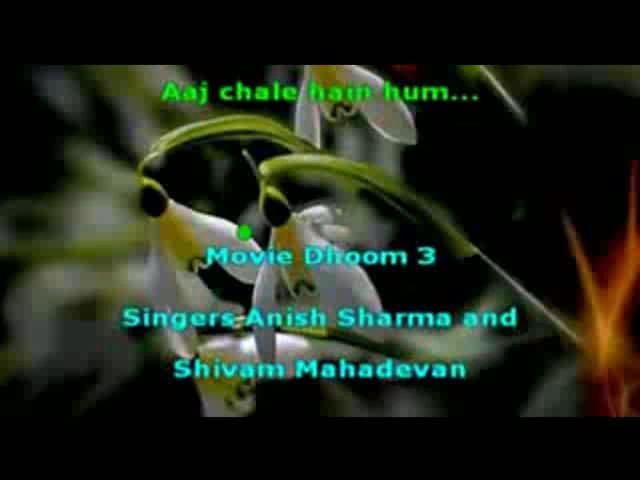 Aaj chale hain hum...
Movie Dhoom 3
Singers-Anish Sharma and
Shivam Mahadevan